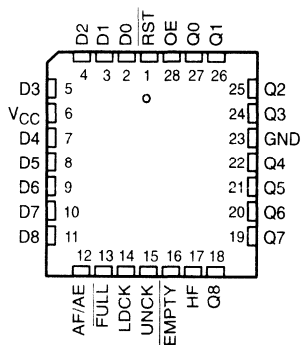 D2 D1 D0 RST OE Q0 Q1
4 3 2 1 28 27 26
D3 5 25 Q2
VCC 6 24 Q3
D4 7 23 GND
D5 8 22 Q4
D6 9 21 Q5
D7 10 20 Q6
D8 11 19 Q7
12 13 14 15 16 17 18
AF/AE FULL LDCK UNCK EMPTY HF Q8